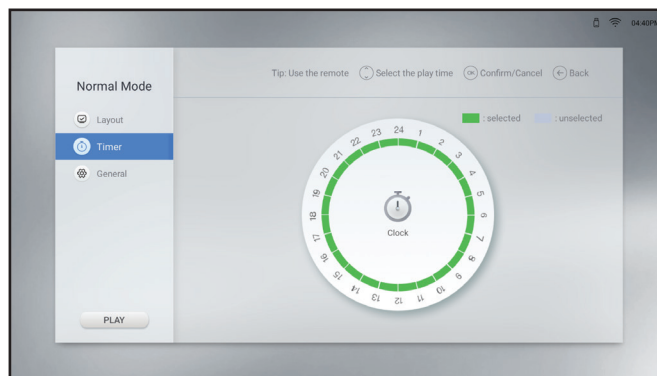 04:40PM
Normal Mode
Tip: Use the remote Select the play time OK Confirm/Cancel Back
Layout
Timer
General
: selected : unselected
24
1
2
3
4
5
6
7
8
9
10
11
12
13
14
15
16
17
18
19
20
21
22
23
Clock
PLAY